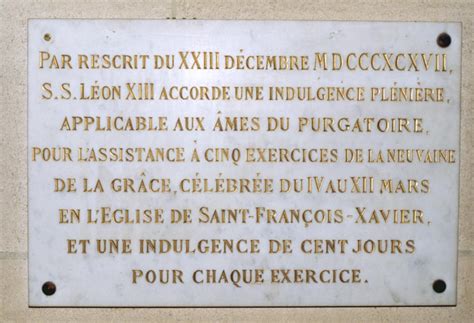 PAR RESCRIT DU XXIII DÉCEMBRE MDCCCXCVII,
S.S. LÉON XIII ACCORDE UNE INDULGENCE PLÉNIÈRE,
APPLICABLE AUX ÂMES DU PURGATOIRE,
POUR L'ASSISTANCE À CINQ EXERCICES DE LA NEUVAINE
DE LA GRÂCE, CÉLÉBRÉE DU IV AU XII MARS
EN L'EGLISE DE SAINT-FRANÇOIS-XAVIER,
ET UNE INDULGENCE DE CENT JOURS
POUR CHAQUE EXERCICE.